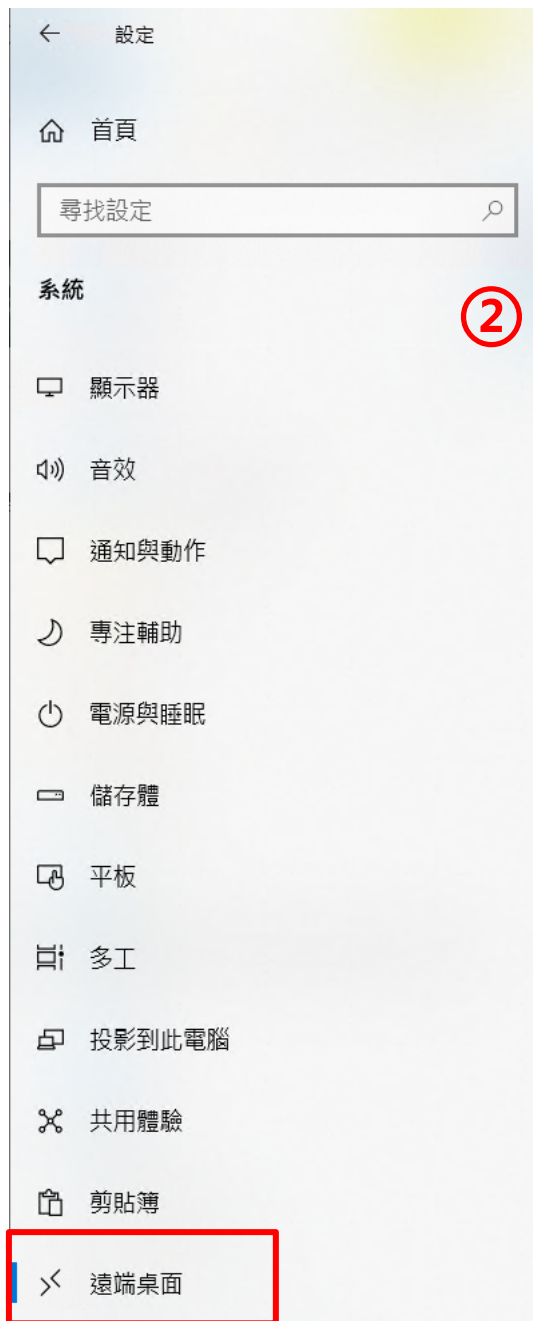 設定
首頁
尋找設定
系統
②
顯示器
音效
通知與動作
專注輔助
電源與睡眠
儲存體
平板
多工
投影到此電腦
共用體驗
剪貼簿
遠端桌面